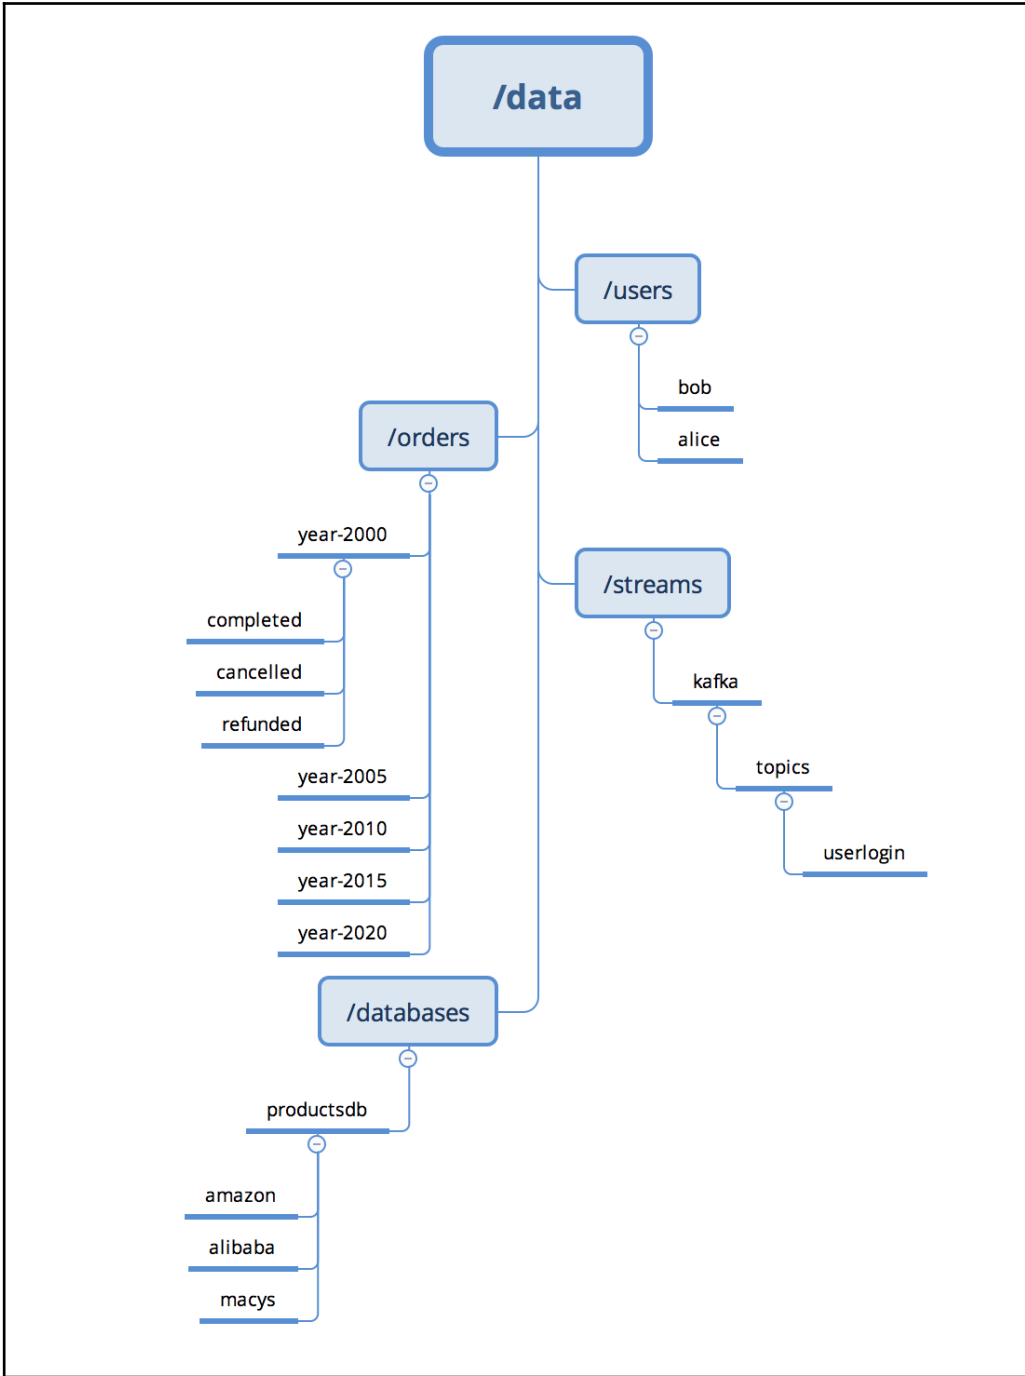 /data
/users
bob
alice
/orders
year-2000
completed
cancelled
refunded
year-2005
year-2010
year-2015
year-2020
/streams
kafka
topics
userlogin
/databases
productsdb
amazon
alibaba
macys